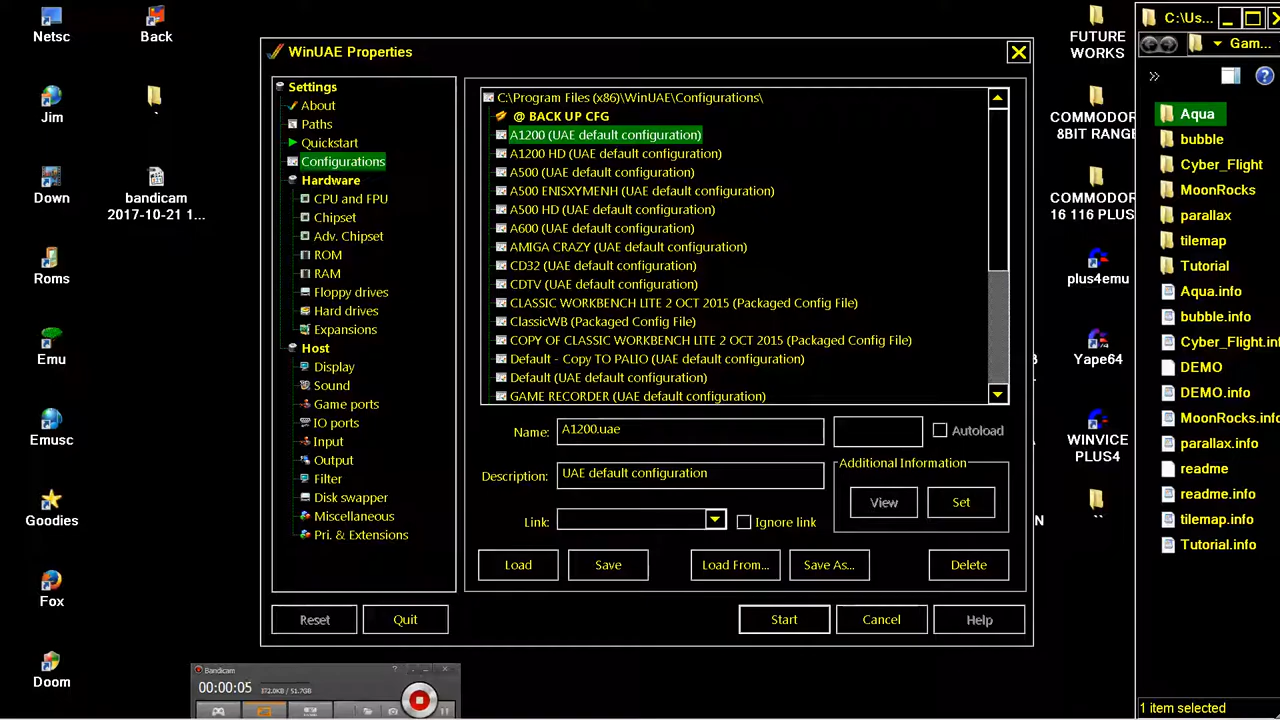 Netsc
Back
Jim
`
Down
bandicam
2017-10-21 1...
Roms
Emu
Emusc
Goodies
Fox
Doom
WinUAE Properties
Settings
About
Paths
Quickstart
Configurations
Hardware
CPU and FPU
Chipset
Adv. Chipset
ROM
RAM
Floppy drives
Hard drives
Expansions
Host
Display
Sound
Game ports
IO ports
Input
Output
Filter
Disk swapper
Miscellaneous
Pri. & Extensions
C:\Program Files (x86)\WinUAE\Configurations\
@ BACK UP CFG
A1200 (UAE default configuration)
A1200 HD (UAE default configuration)
A500 (UAE default configuration)
A500 ENISXYMENH (UAE default configuration)
A500 HD (UAE default configuration)
A600 (UAE default configuration)
AMIGA CRAZY (UAE default configuration)
CD32 (UAE default configuration)
CDTV (UAE default configuration)
CLASSIC WORKBENCH LITE 2 OCT 2015 (Packaged Config File)
ClassicWB (Packaged Config File)
COPY OF CLASSIC WORKBENCH LITE 2 OCT 2015 (Packaged Config File)
Default - Copy TO PALIO (UAE default configuration)
Default (UAE default configuration)
GAME RECORDER (UAE default configuration)
Name: A1200.uae
Autoload
Description: UAE default configuration
Additional Information
View Set
Link: Ignore link
Load Save Load From... Save As... Delete
Reset Quit Start Cancel Help
Bandicam
00:00:05 872.0KB / 51.7GB
FUTURE
WORKS
COMMODOR
8BIT RANGE
COMMODOR
16 116 PLUS
plus4emu
Yape64
WINVICE
PLUS4
``
C:\Us...
Gam...
»
Aqua
bubble
Cyber_Flight
MoonRocks
parallax
tilemap
Tutorial
Aqua.info
bubble.info
Cyber_Flight.inf
DEMO
DEMO.info
MoonRocks.info
parallax.info
readme
readme.info
tilemap.info
Tutorial.info
1 item selected